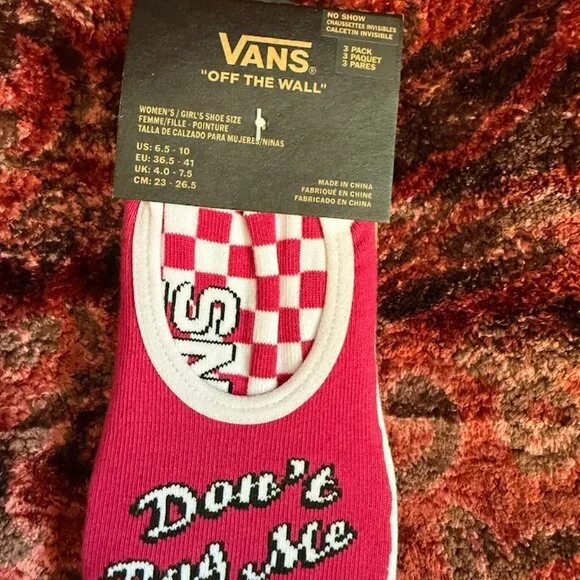 NO SHOW
CHAUSSETTES INVISIBLES
CALCETIN INVISIBLE
3 PACK
3 PAQUET
3 PARES
VANS®
"OFF THE WALL"
WOMEN'S / GIRL'S SHOE SIZE
FEMME/FILLE - POINTURE
TALLA DE CALZADO PARA MUJERES/NINAS
US: 6.5 - 10
EU: 36.5 - 41
UK: 4.0 - 7.5
CM: 23 - 26.5
MADE IN CHINA
FABRIQUÉ EN CHINE
FABRICADO EN CHINA
NS
Don't
Me